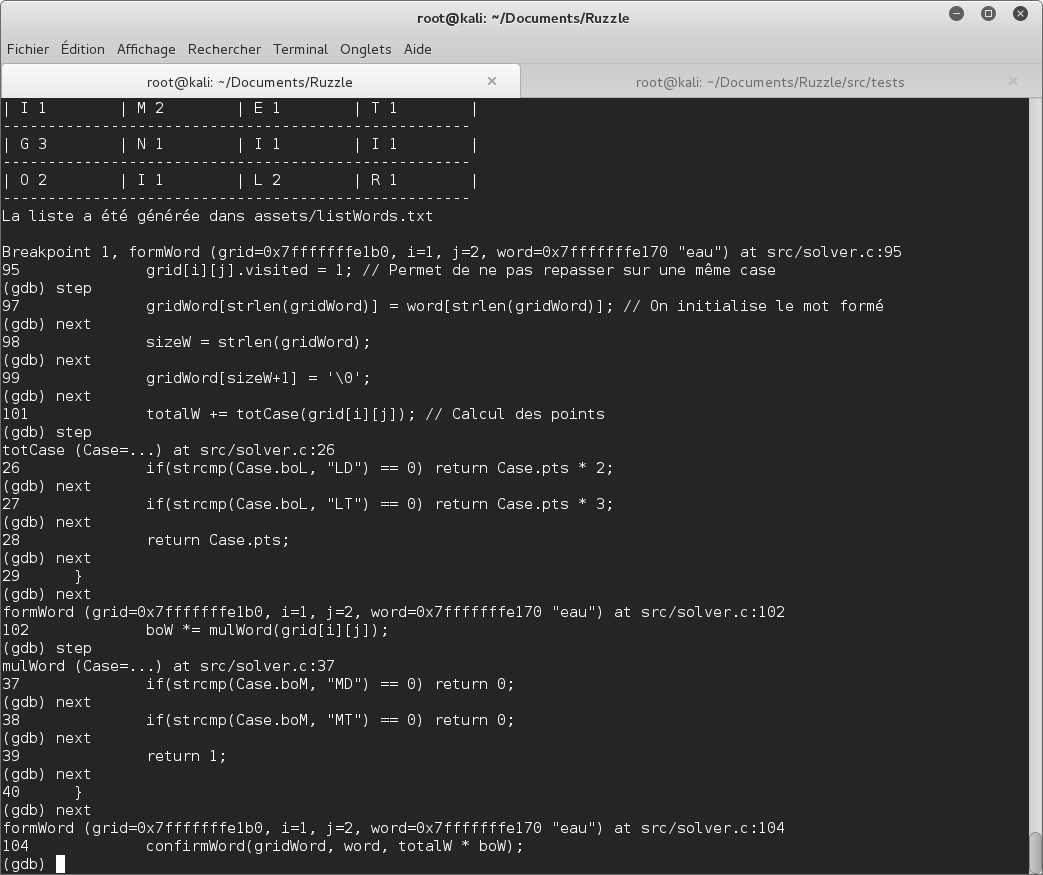 root@kali: ~/Documents/Ruzzle
Fichier Édition Affichage Rechercher Terminal Onglets Aide
root@kali: ~/Documents/Ruzzle × root@kali: ~/Documents/Ruzzle/src/tests ×
| I 1 | M 2 | E 1 | T 1 |
----------------------------------------------------
| G 3 | N 1 | I 1 | I 1 |
----------------------------------------------------
| O 2 | I 1 | L 2 | R 1 |
----------------------------------------------------
La liste a été générée dans assets/listWords.txt
Breakpoint 1, formWord (grid=0x7fffffffe1b0, i=1, j=2, word=0x7fffffffe170 "eau") at src/solver.c:95
95 grid[i][j].visited = 1; // Permet de ne pas repasser sur une même case
(gdb) step
97 gridWord[strlen(gridWord)] = word[strlen(gridWord)]; // On initialise le mot formé
(gdb) next
98 sizeW = strlen(gridWord);
(gdb) next
99 gridWord[sizeW+1] = '\0';
(gdb) next
101 totalW += totCase(grid[i][j]); // Calcul des points
(gdb) step
totCase (Case=...) at src/solver.c:26
26 if(strcmp(Case.boL, "LD") == 0) return Case.pts * 2;
(gdb) next
27 if(strcmp(Case.boL, "LT") == 0) return Case.pts * 3;
(gdb) next
28 return Case.pts;
(gdb) next
29 }
(gdb) next
formWord (grid=0x7fffffffe1b0, i=1, j=2, word=0x7fffffffe170 "eau") at src/solver.c:102
102 boW *= mulWord(grid[i][j]);
(gdb) step
mulWord (Case=...) at src/solver.c:37
37 if(strcmp(Case.boM, "MD") == 0) return 0;
(gdb) next
38 if(strcmp(Case.boM, "MT") == 0) return 0;
(gdb) next
39 return 1;
(gdb) next
40 }
(gdb) next
formWord (grid=0x7fffffffe1b0, i=1, j=2, word=0x7fffffffe170 "eau") at src/solver.c:104
104 confirmWord(gridWord, word, totalW * boW);
(gdb)